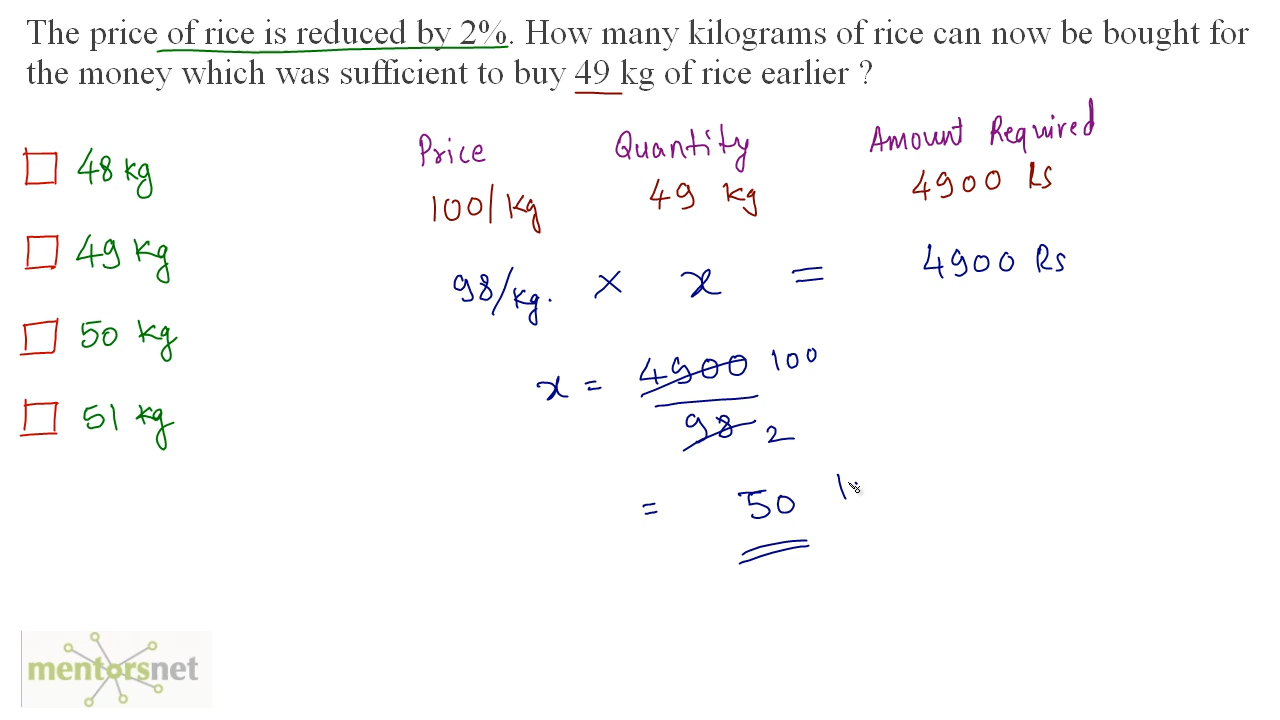 The price of rice is reduced by 2%. How many kilograms of rice can now be bought for
the money which was sufficient to buy 49 kg of rice earlier ?
Price Quantity Amount Required
100/kg 49 kg 4900 Rs
98/kg. × x = 4900 Rs
x = 4900 100
98 2
= 50
48 kg
49 kg
50 kg
51 kg
mentorsnet